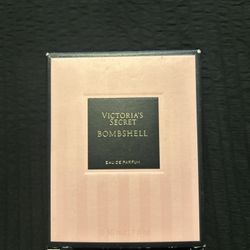 VICTORIA'S
SECRET
BOMBSHELL
EAU DE PARFUM